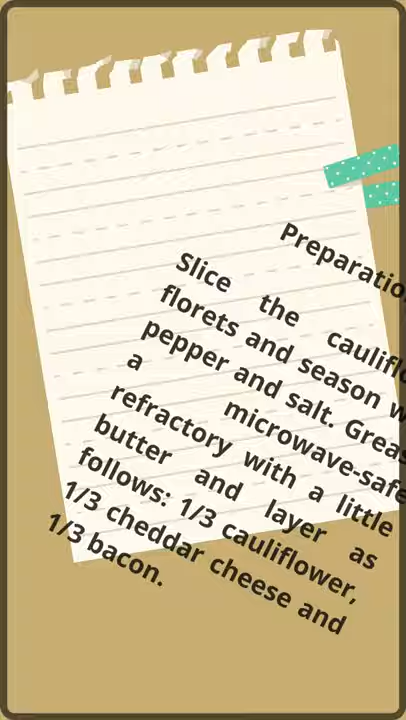 Preparatio
Slice the caulifl
florets and season w
pepper and salt. Greas
a microwave-safe
refractory with a little
butter and layer as
follows: 1/3 cauliflower,
1/3 cheddar cheese and
1/3 bacon.